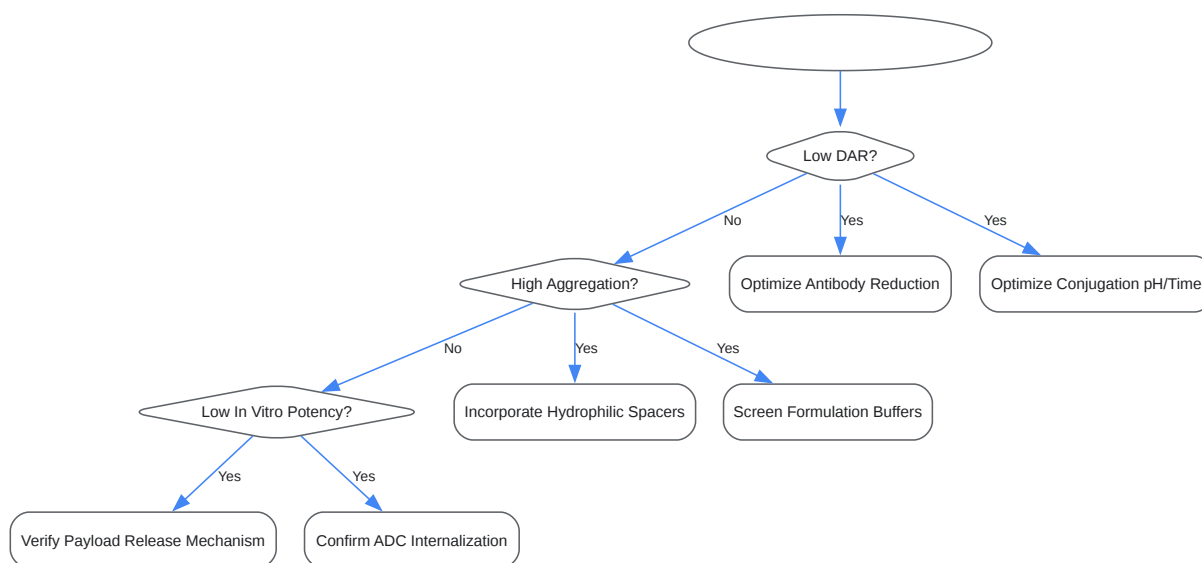 Low DAR?
No
Yes
Yes
High Aggregation?
Optimize Antibody Reduction
Optimize Conjugation pH/Time
No
Yes
Yes
Low In Vitro Potency?
Incorporate Hydrophilic Spacers
Screen Formulation Buffers
Yes
Yes
Verify Payload Release Mechanism
Confirm ADC Internalization